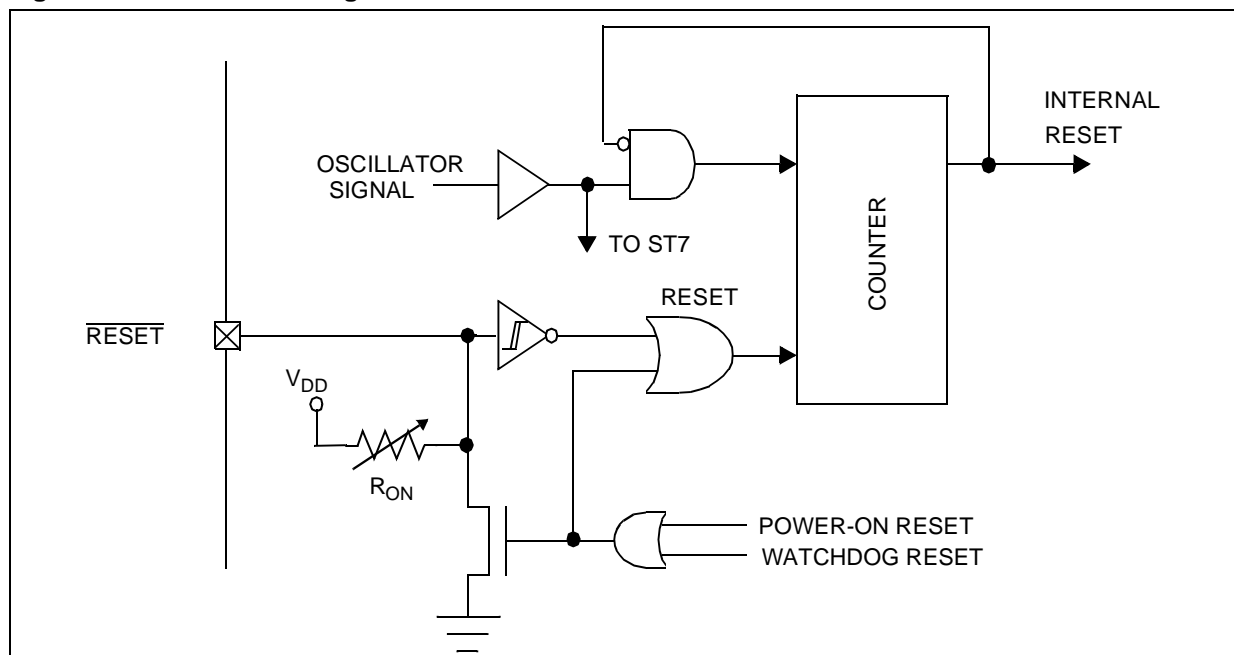 INTERNAL
RESET
OSCILLATOR
SIGNAL
TO ST7
COUNTER
RESET
RESET
VDD
RON
POWER-ON RESET
WATCHDOG RESET